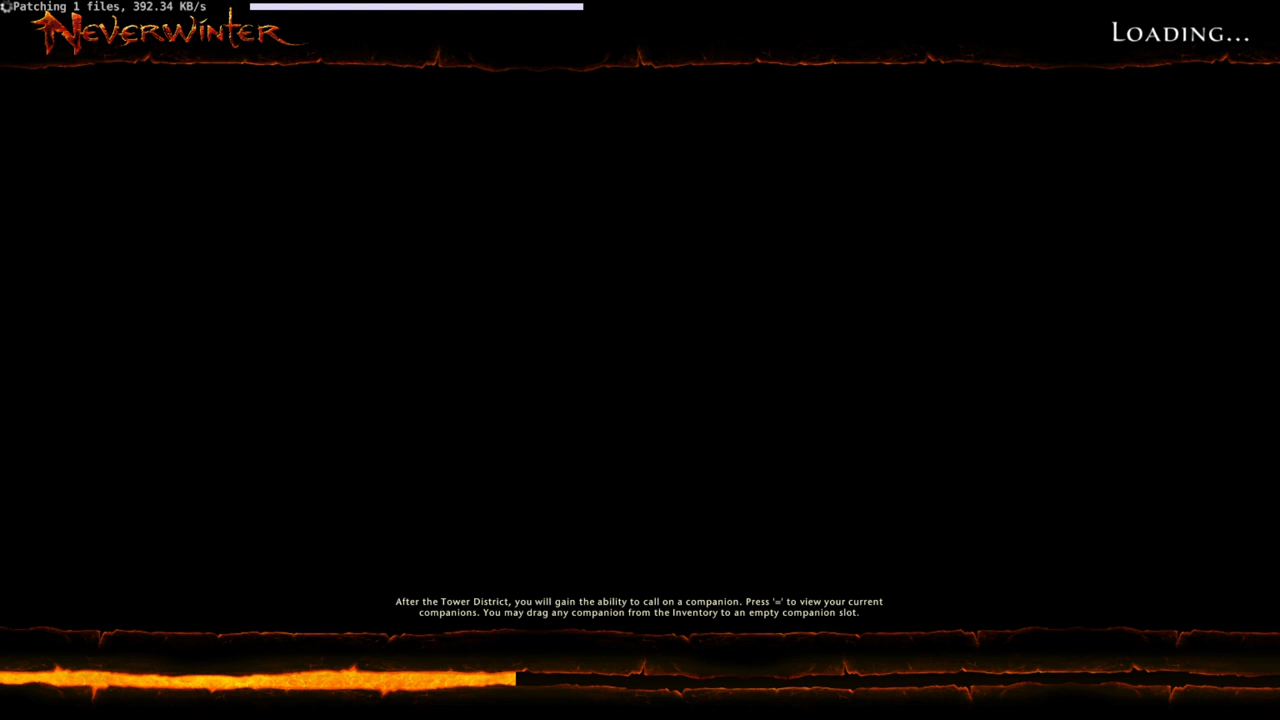 Patching 1 files, 392.34 KB/s
NEVERWINTER
LOADING...
After the Tower District, you will gain the ability to call on a companion. Press '=' to view your current
companions. You may drag any companion from the Inventory to an empty companion slot.